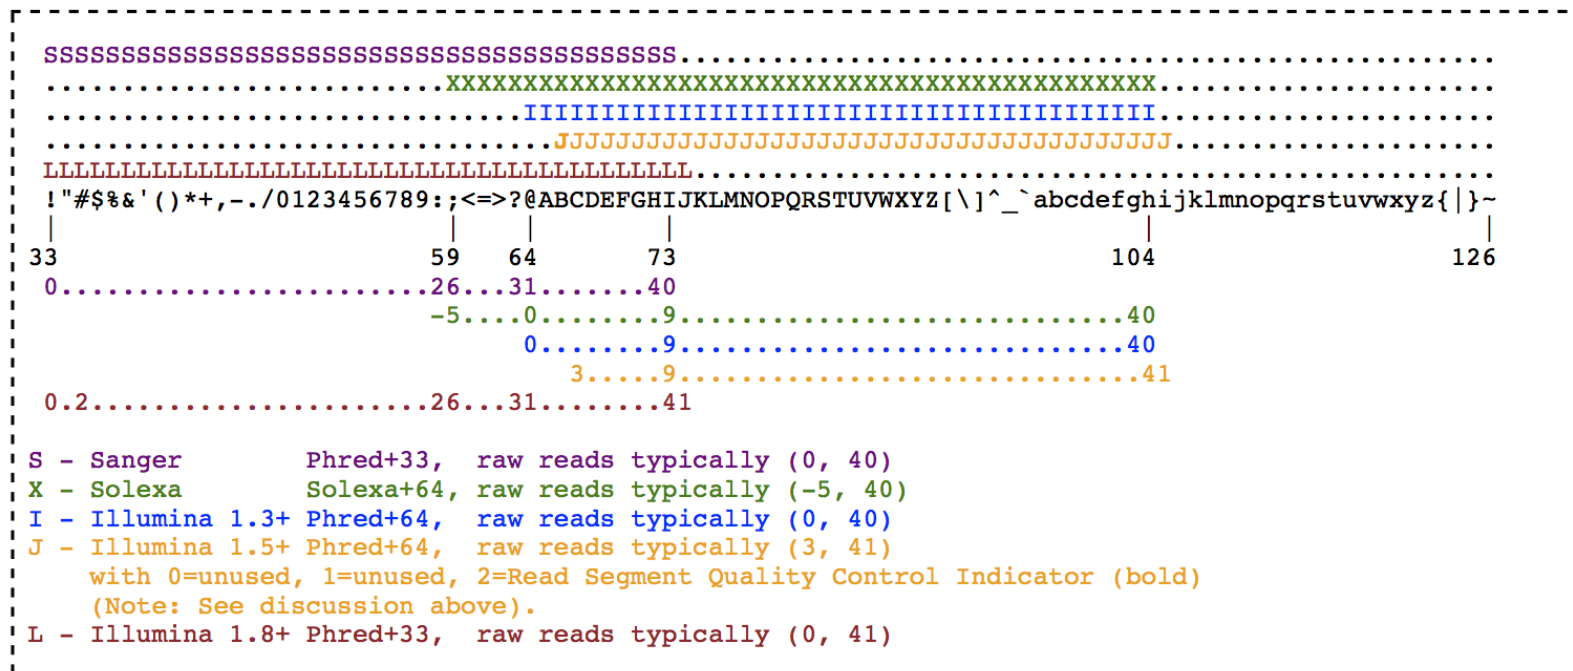 SSSSSSSSSSSSSSSSSSSSSSSSSSSSSSSSSSSSSSSSS.....................................................
..........................XXXXXXXXXXXXXXXXXXXXXXXXXXXXXXXXXXXXXXXXXXXXXX......................
...............................IIIIIIIIIIIIIIIIIIIIIIIIIIIIIIIIIIIIIIIII......................
.................................JJJJJJJJJJJJJJJJJJJJJJJJJJJJJJJJJJJJJJJJ.....................
LLLLLLLLLLLLLLLLLLLLLLLLLLLLLLLLLLLLLLLLLL....................................................
!"#$%&'()*+,-./0123456789:;<=>?@ABCDEFGHIJKLMNOPQRSTUVWXYZ[\]^_`abcdefghijklmnopqrstuvwxyz{|}~
| | | | | |
33 59 64 73 104 126
0........................26...31.......40
-5....0........9.............................40
0........9.............................40
3.....9..............................41
0.2......................26...31........41
S - Sanger Phred+33, raw reads typically (0, 40)
X - Solexa Solexa+64, raw reads typically (-5, 40)
I - Illumina 1.3+ Phred+64, raw reads typically (0, 40)
J - Illumina 1.5+ Phred+64, raw reads typically (3, 41)
with 0=unused, 1=unused, 2=Read Segment Quality Control Indicator (bold)
(Note: See discussion above).
L - Illumina 1.8+ Phred+33, raw reads typically (0, 41)